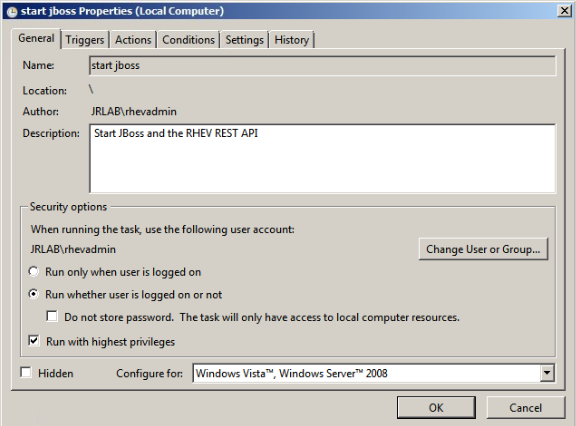 start jboss Properties (Local Computer)
General Triggers Actions Conditions Settings History
Name: start jboss
Location: \
Author: JRLAB\rhevadmin
Description: Start JBoss and the RHEV REST API
Security options
When running the task, use the following user account:
JRLAB\rhevadmin Change User or Group...
Run only when user is logged on
Run whether user is logged on or not
Do not store password. The task will only have access to local computer resources.
Run with highest privileges
Hidden Configure for: Windows Vista™, Windows Server™ 2008
OK Cancel